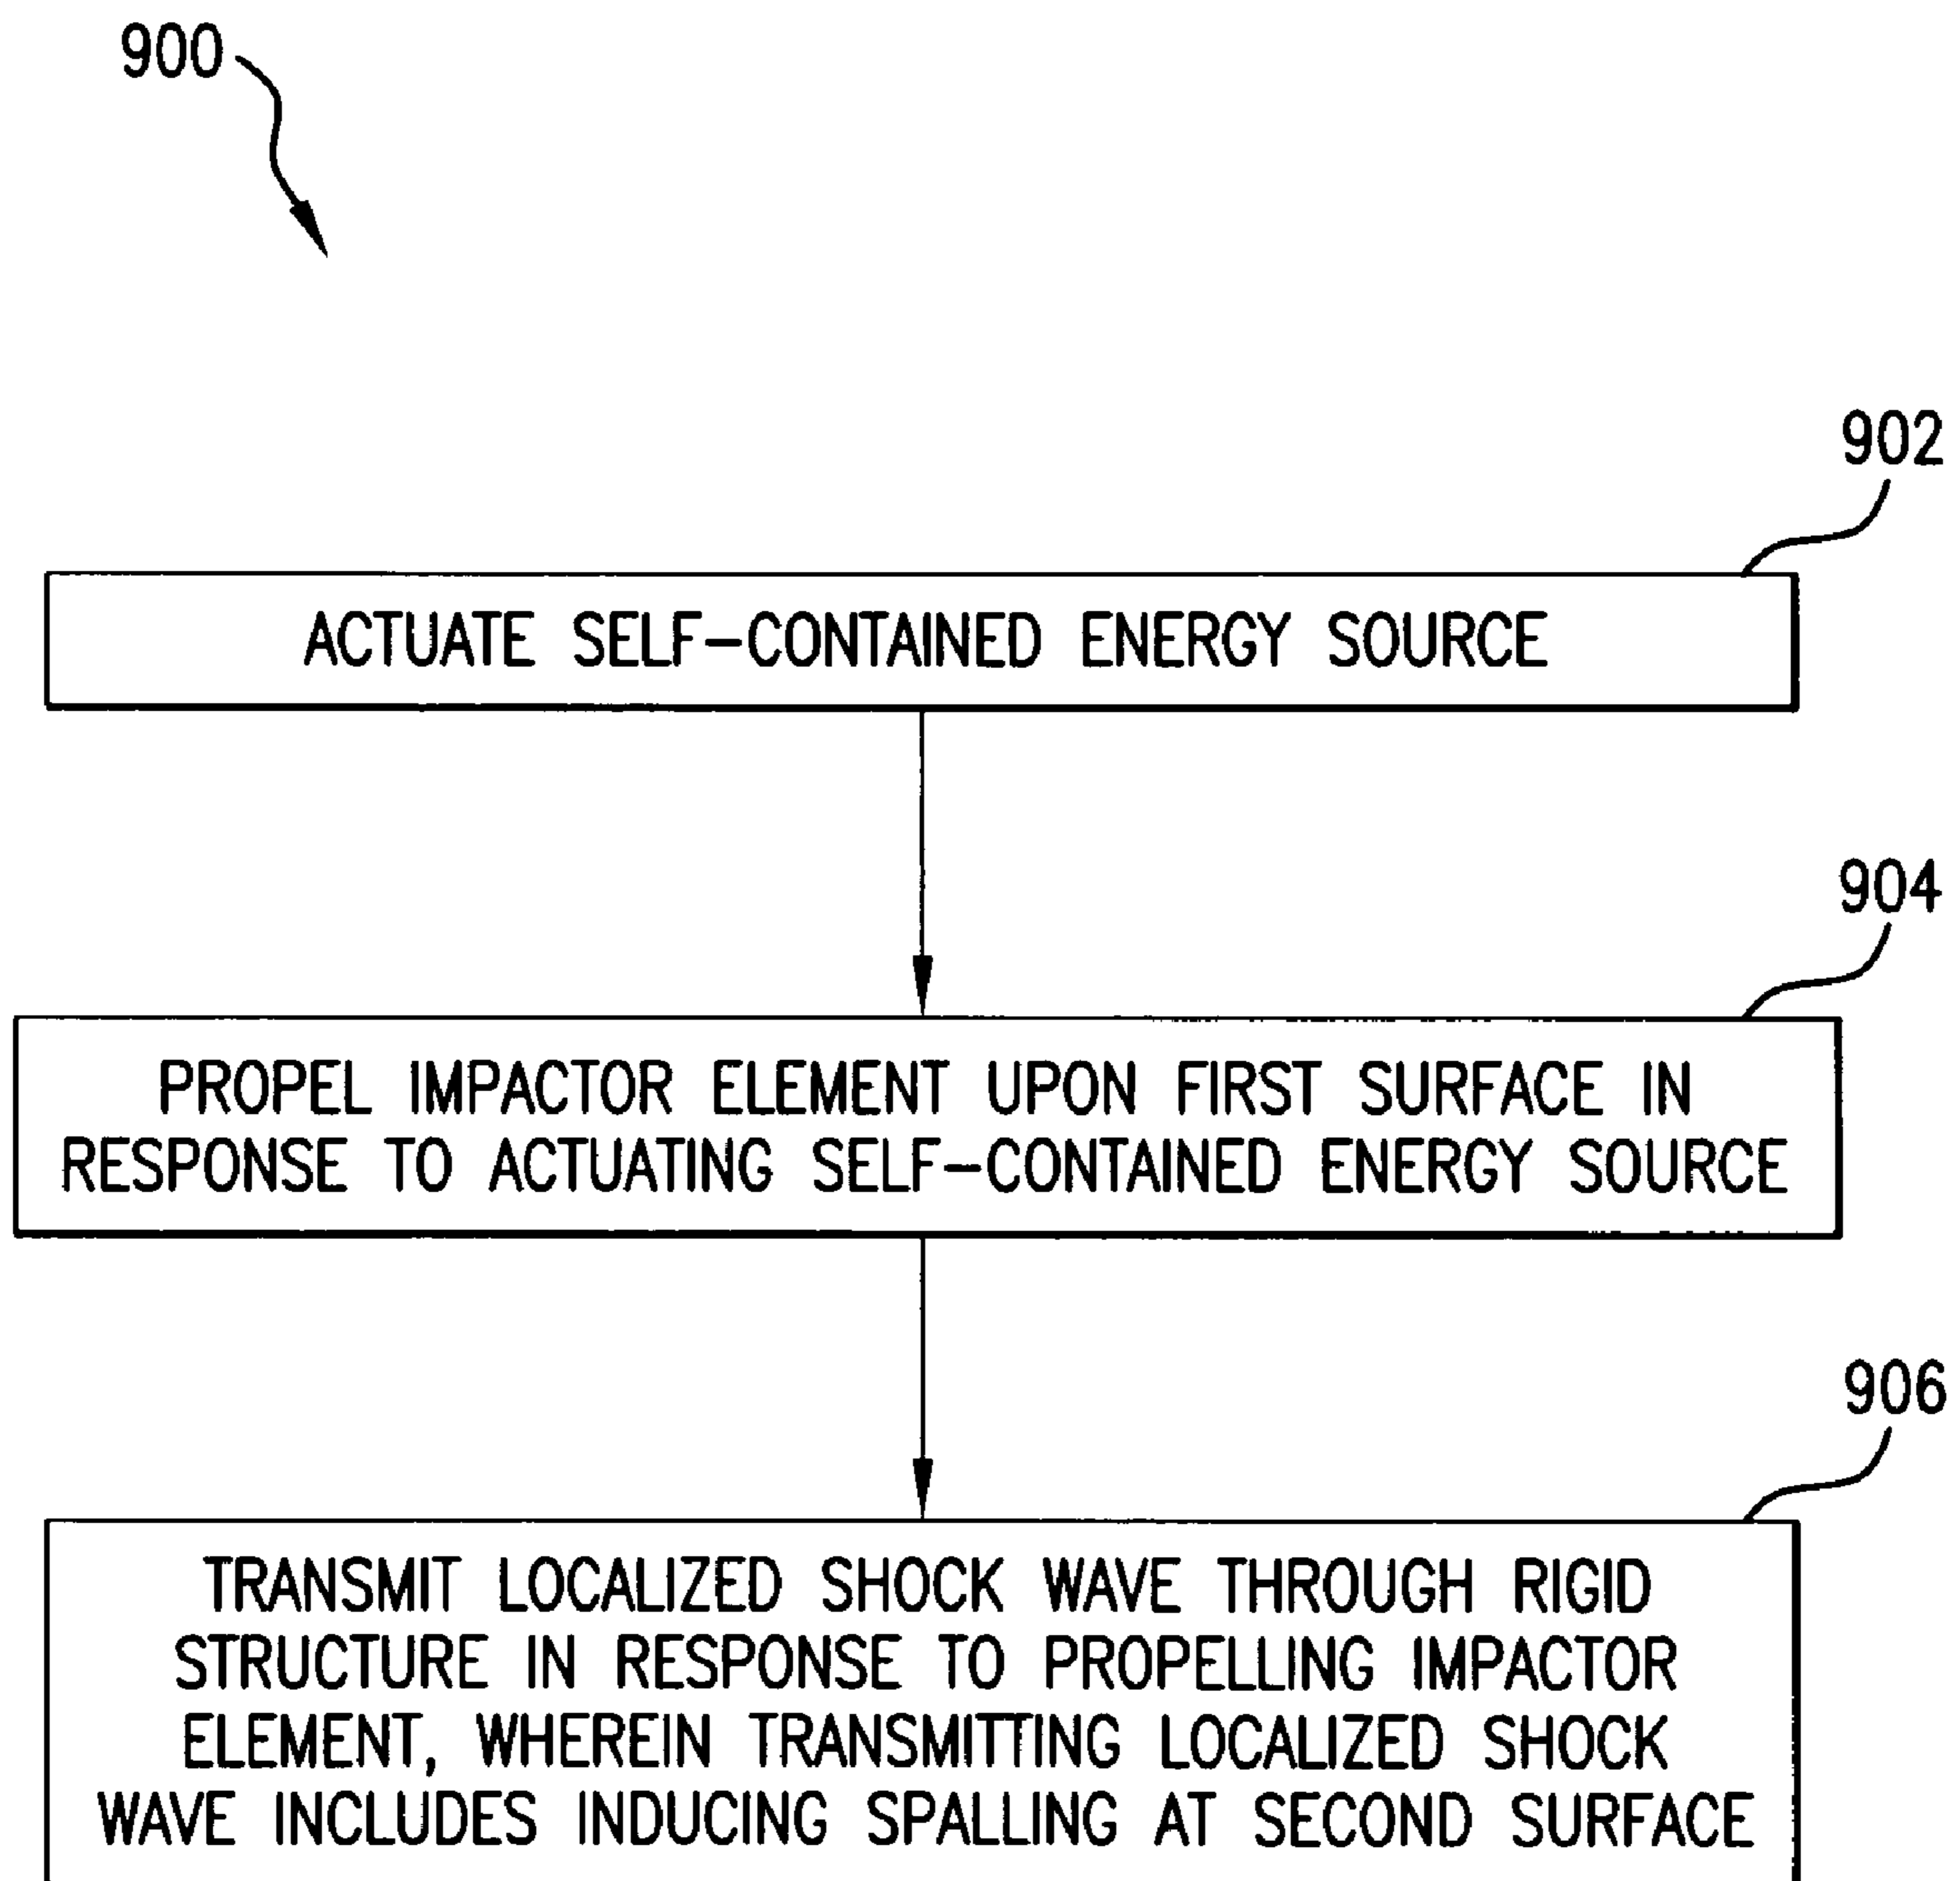 900
902
ACTUATE SELF-CONTAINED ENERGY SOURCE
904
PROPEL IMPACTOR ELEMENT UPON FIRST SURFACE IN
RESPONSE TO ACTUATING SELF-CONTAINED ENERGY SOURCE
906
TRANSMIT LOCALIZED SHOCK WAVE THROUGH RIGID
STRUCTURE IN RESPONSE TO PROPELLING IMPACTOR
ELEMENT, WHEREIN TRANSMITTING LOCALIZED SHOCK
WAVE INCLUDES INDUCING SPALLING AT SECOND SURFACE